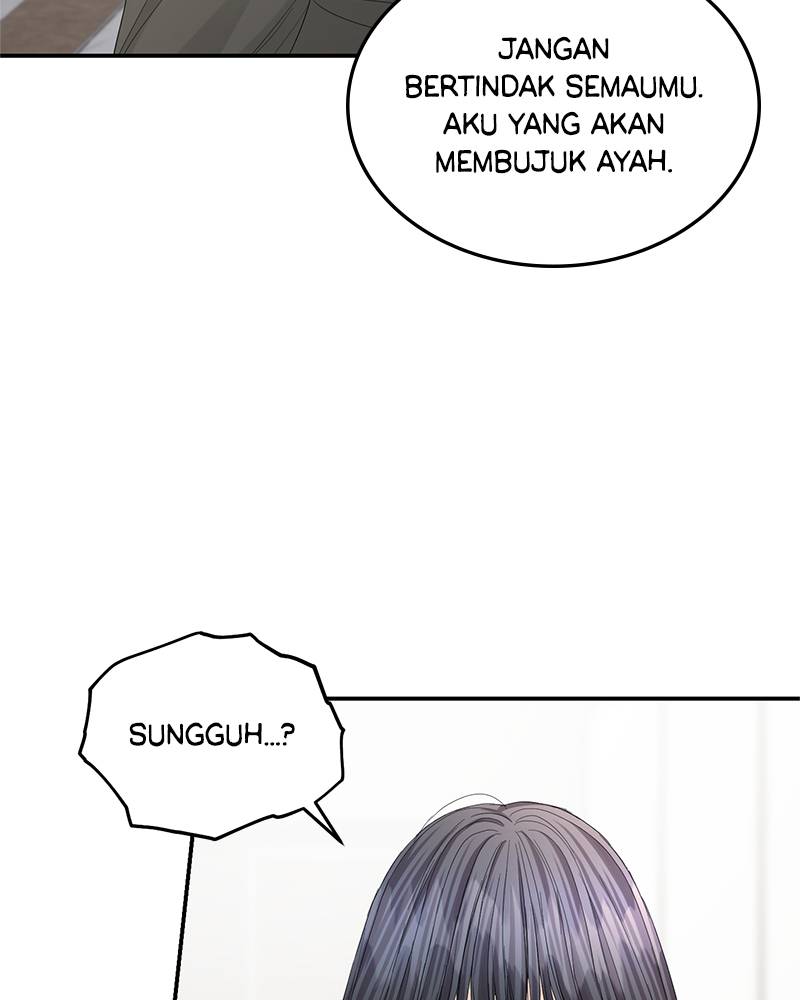 JANGAN
BERTINDAK SEMAUMU.
AKU YANG AKAN
MEMBUJUK AYAH.
SUNGGUH...?